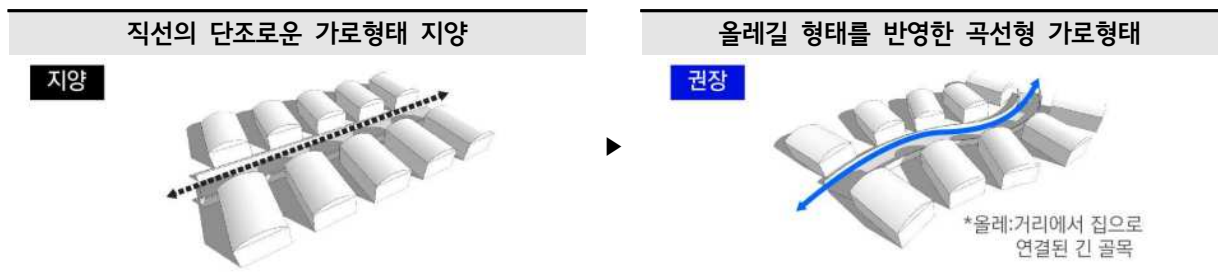 직선의 단조로운 가로형태 지양
지양
▶
올레길 형태를 반영한 곡선형 가로형태
권장
*올레:거리에서 집으로
연결된 긴 골목